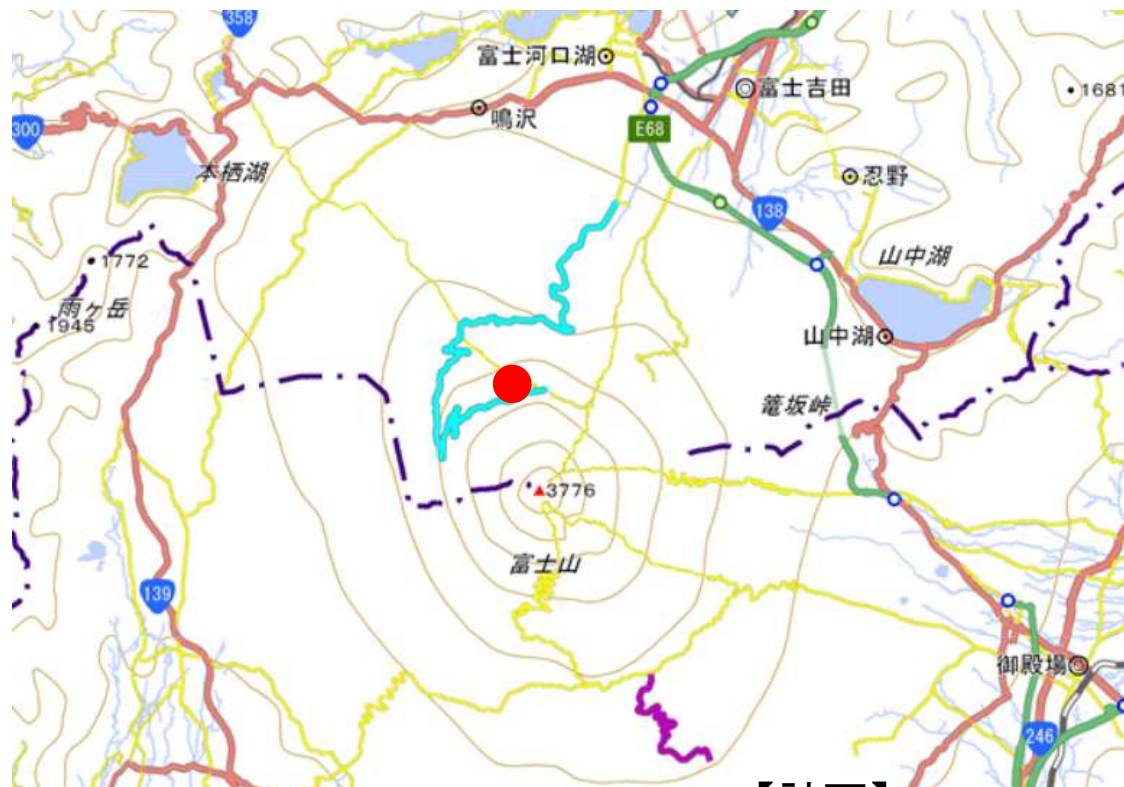 358
富士河口湖
富士吉田
1681
鳴沢
300
E68
本栖湖
忍野
138
1772
山中湖
雨ヶ岳
1945
山中湖
篭坂峠
3776
富士山
139
御殿場
246